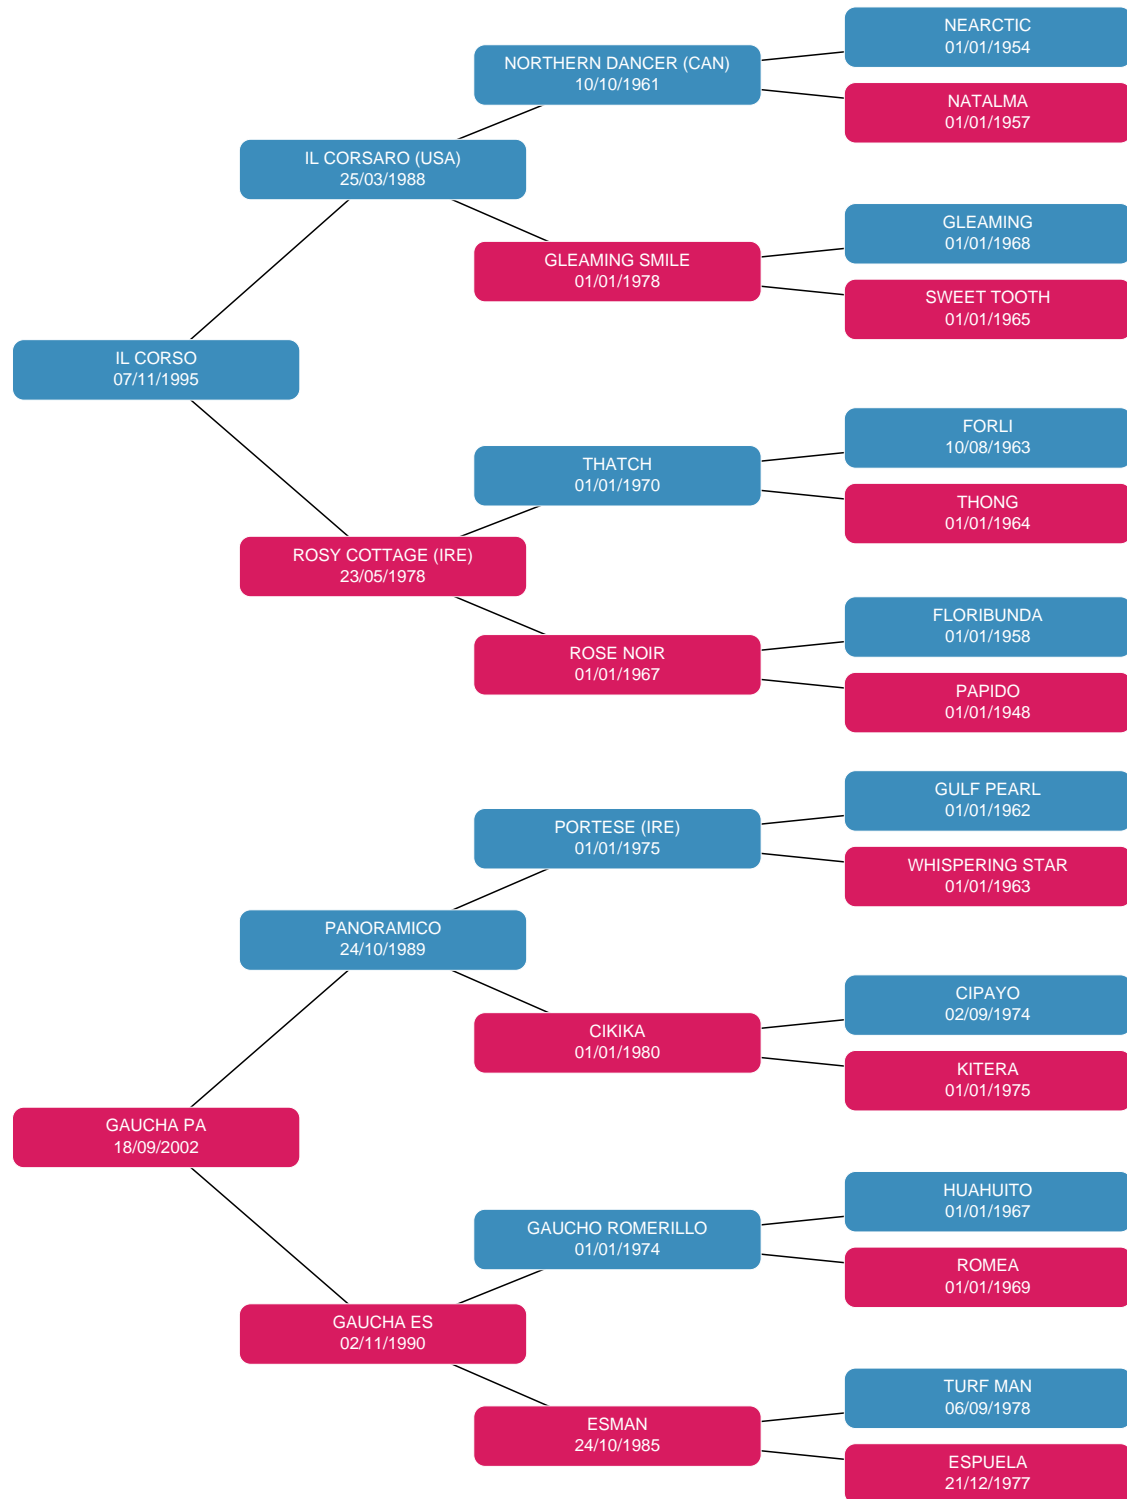 NEARCTIC
01/01/1954
NORTHERN DANCER (CAN)
10/10/1961
NATALMA
01/01/1957
IL CORSARO (USA)
25/03/1988
GLEAMING
01/01/1968
GLEAMING SMILE
01/01/1978
SWEET TOOTH
01/01/1965
IL CORSO
07/11/1995
FORLI
10/08/1963
THATCH
01/01/1970
THONG
01/01/1964
ROSY COTTAGE (IRE)
23/05/1978
FLORIBUNDA
01/01/1958
ROSE NOIR
01/01/1967
PAPIDO
01/01/1948
GULF PEARL
01/01/1962
PORTESE (IRE)
01/01/1975
WHISPERING STAR
01/01/1963
PANORAMICO
24/10/1989
CIPAYO
02/09/1974
CIKIKA
01/01/1980
KITERA
01/01/1975
GAUCHA PA
18/09/2002
HUAHUITO
01/01/1967
GAUCHO ROMERILLO
01/01/1974
ROMEA
01/01/1969
GAUCHA ES
02/11/1990
TURF MAN
06/09/1978
ESMAN
24/10/1985
ESPUELA
21/12/1977